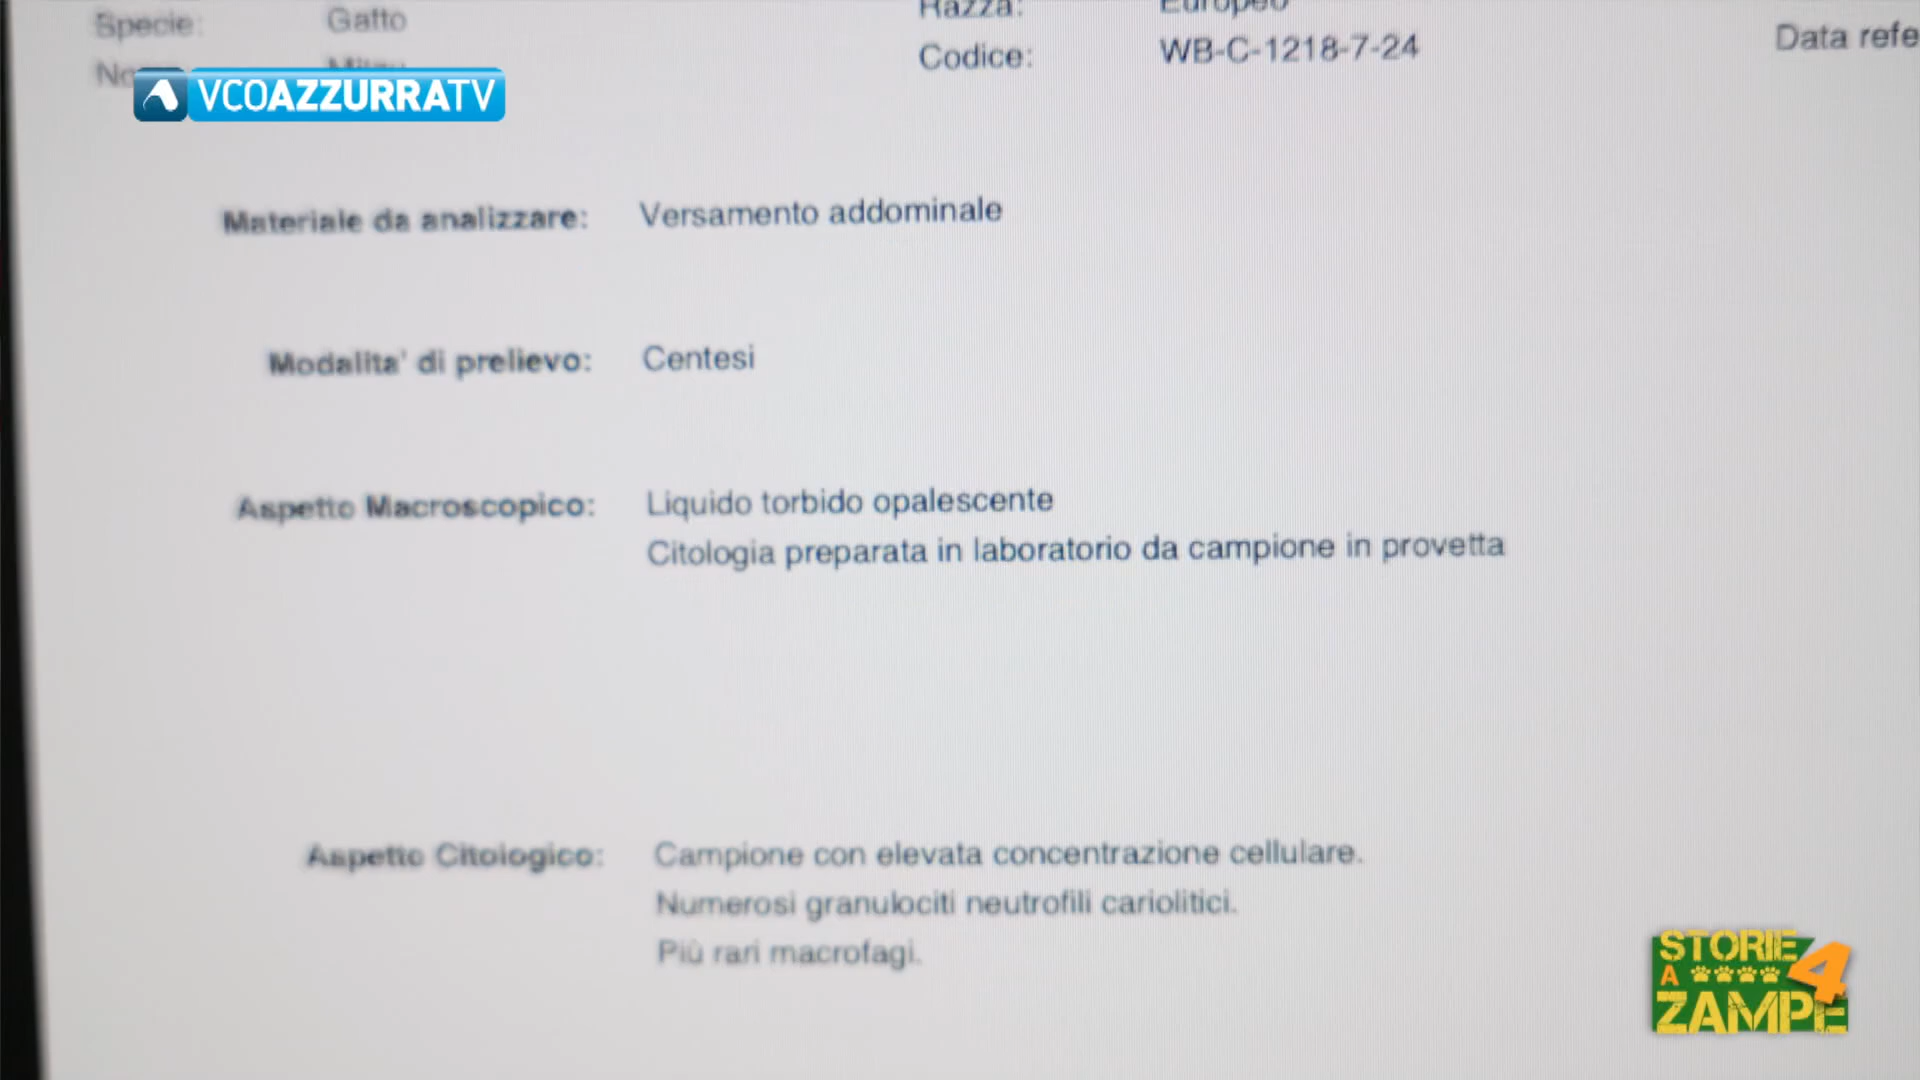 Specie: Gatto Razza: Europeo
Codice: WB-C-1218-7-24 Data refe
VCOAZZURRATV
Materiale da analizzare: Versamento addominale
Modalita' di prelievo: Centesi
Aspetto Macroscopico: Liquido torbido opalescente
Citologia preparata in laboratorio da campione in provetta
Aspetto Citologico: Campione con elevata concentrazione cellulare.
Numerosi granulociti neutrofili cariolitici.
Più rari macrofagi.
STORIE
A 4
ZAMPE